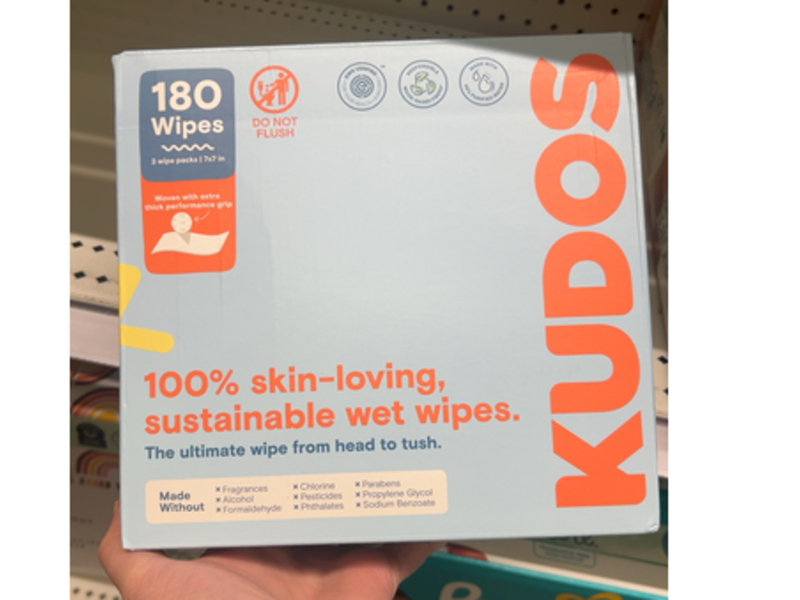 180
Wipes
3 wipe packs | 7x7 in
Woven with extra
thick performance grip
DO NOT
FLUSH
KUDOS
100% skin-loving,
sustainable wet wipes.
The ultimate wipe from head to tush.
Made
Without
× Fragrances
× Alcohol
× Formaldehyde
× Chlorine
× Pesticides
× Phthalates
× Parabens
× Propylene Glycol
× Sodium Benzoate